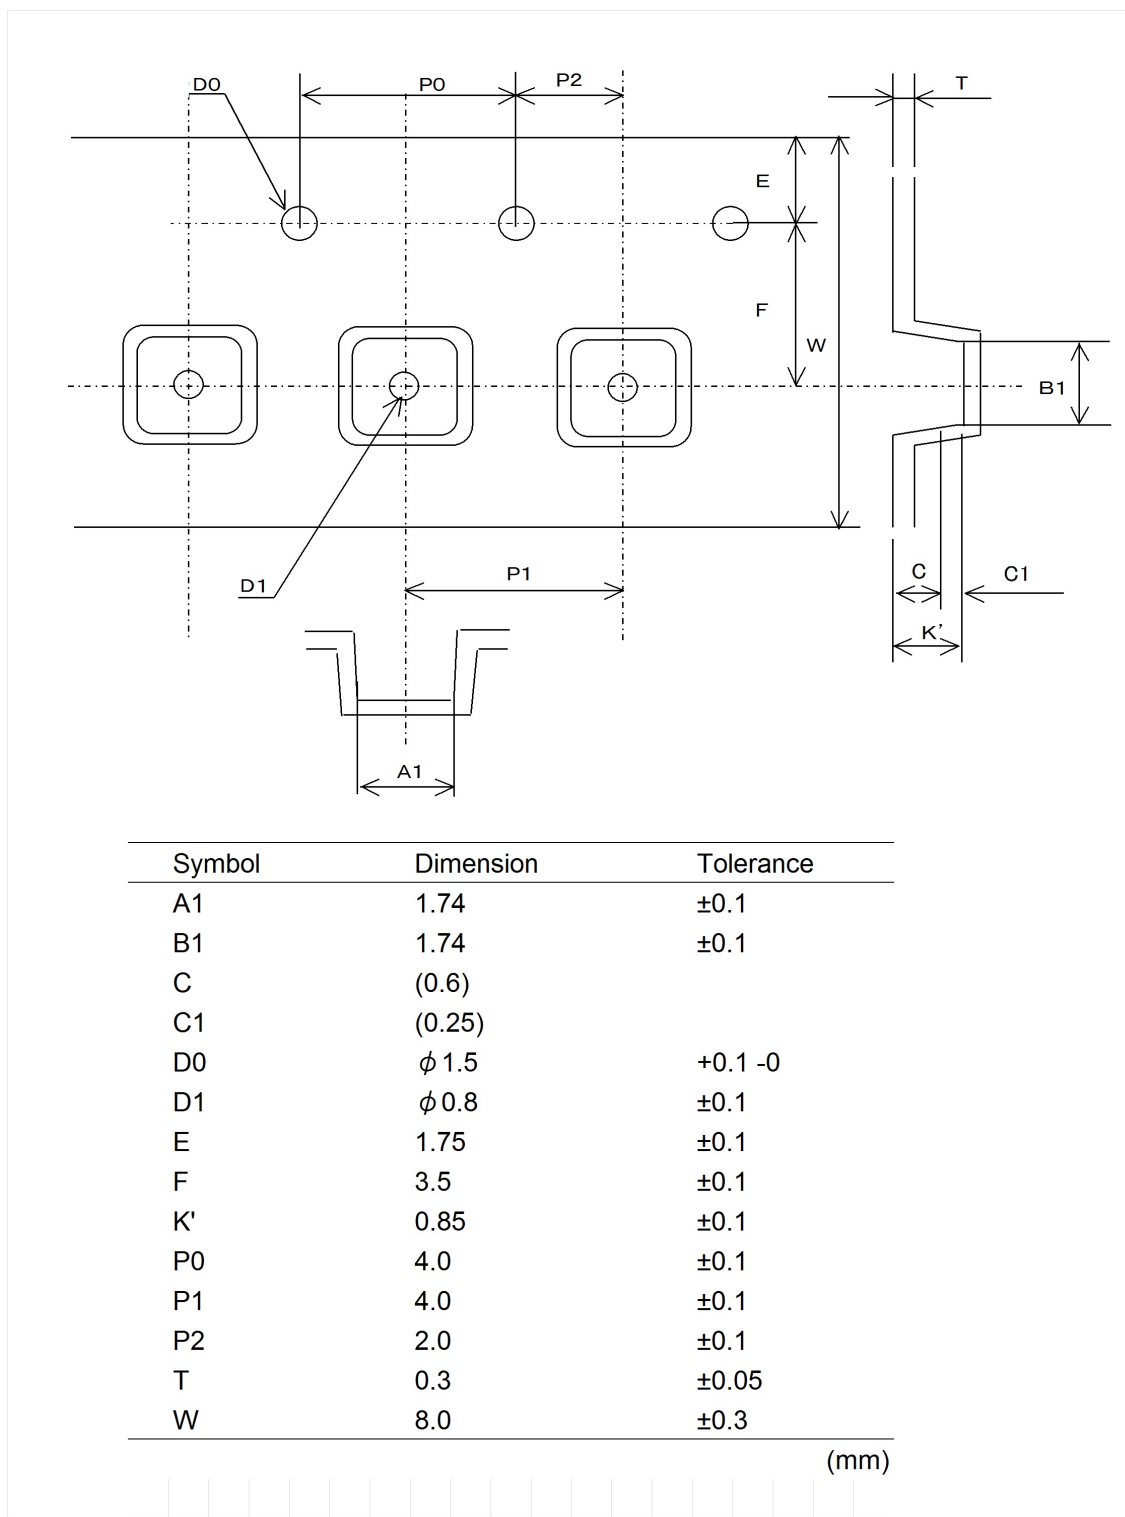 D0 P0 P2 T
E
F
W
B1
D1 P1 C C1
K'
A1
Symbol Dimension Tolerance
A1 1.74 ±0.1
B1 1.74 ±0.1
C (0.6)
C1 (0.25)
D0 φ1.5 +0.1 -0
D1 φ0.8 ±0.1
E 1.75 ±0.1
F 3.5 ±0.1
K' 0.85 ±0.1
P0 4.0 ±0.1
P1 4.0 ±0.1
P2 2.0 ±0.1
T 0.3 ±0.05
W 8.0 ±0.3
(mm)